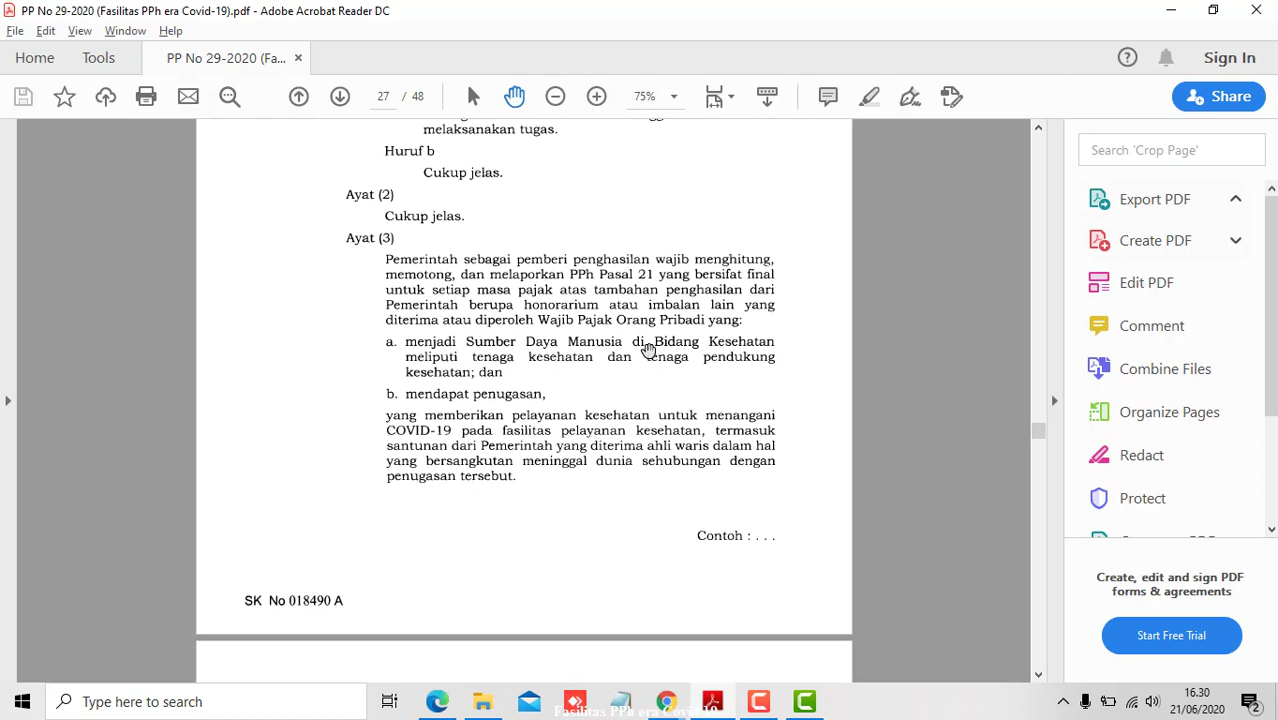 PP No 29-2020 (Fasilitas PPh era Covid-19).pdf - Adobe Acrobat Reader DC
File Edit View Window Help
Home Tools PP No 29-2020 (Fa... × Sign In
27 / 48 75% Share
melaksanakan tugas.
Huruf b
Cukup jelas.
Ayat (2)
Cukup jelas.
Ayat (3)
Pemerintah sebagai pemberi penghasilan wajib menghitung,
memotong, dan melaporkan PPh Pasal 21 yang bersifat final
untuk setiap masa pajak atas tambahan penghasilan dari
Pemerintah berupa honorarium atau imbalan lain yang
diterima atau diperoleh Wajib Pajak Orang Pribadi yang:
a. menjadi Sumber Daya Manusia di Bidang Kesehatan
meliputi tenaga kesehatan dan tenaga pendukung
kesehatan; dan
b. mendapat penugasan,
yang memberikan pelayanan kesehatan untuk menangani
COVID-19 pada fasilitas pelayanan kesehatan, termasuk
santunan dari Pemerintah yang diterima ahli waris dalam hal
yang bersangkutan meninggal dunia sehubungan dengan
penugasan tersebut.
Contoh : . . .
SK No 018490 A
Search 'Crop Page'
Export PDF
Create PDF
Edit PDF
Comment
Combine Files
Organize Pages
Redact
Protect
Create, edit and sign PDF
forms & agreements
Start Free Trial
Type here to search
Fasilitas PPh era Covid-19
16.30
21/06/2020
2